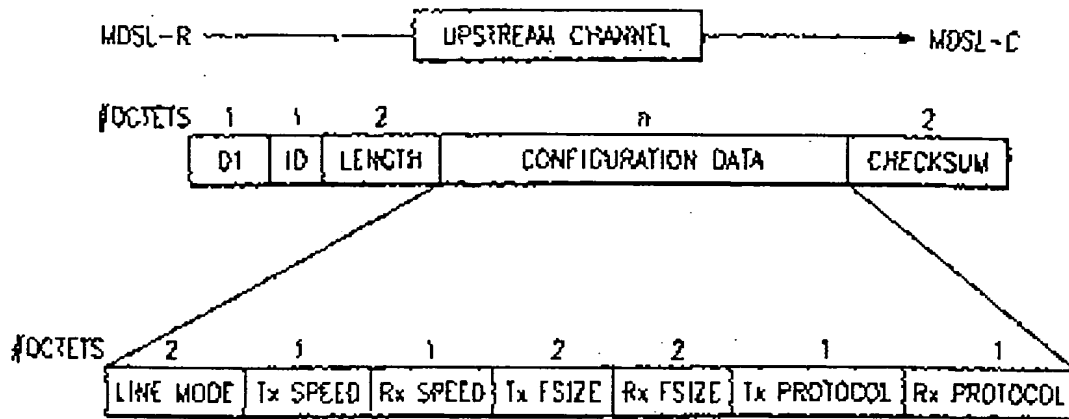 MDSL-R UPSTREAM CHANNEL MDSL-C
#OCTETS 1 1 2 n 2
01 ID LENGTH CONFIGURATION DATA CHECKSUM
#OCTETS 2 1 1 2 2 1 1
LINE MODE Tx SPEED Rx SPEED Tx FSIZE Rx FSIZE Tx PROTOCOL Rx PROTOCOL